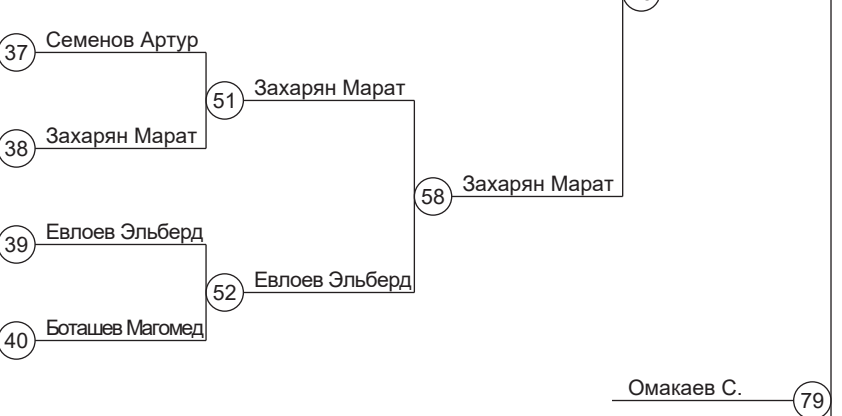 37 Семенов Артур
51 Захарян Марат
38 Захарян Марат
58 Захарян Марат
39 Евлоев Эльберд
52 Евлоев Эльберд
40 Боташев Магомед
Омакаев С. 79